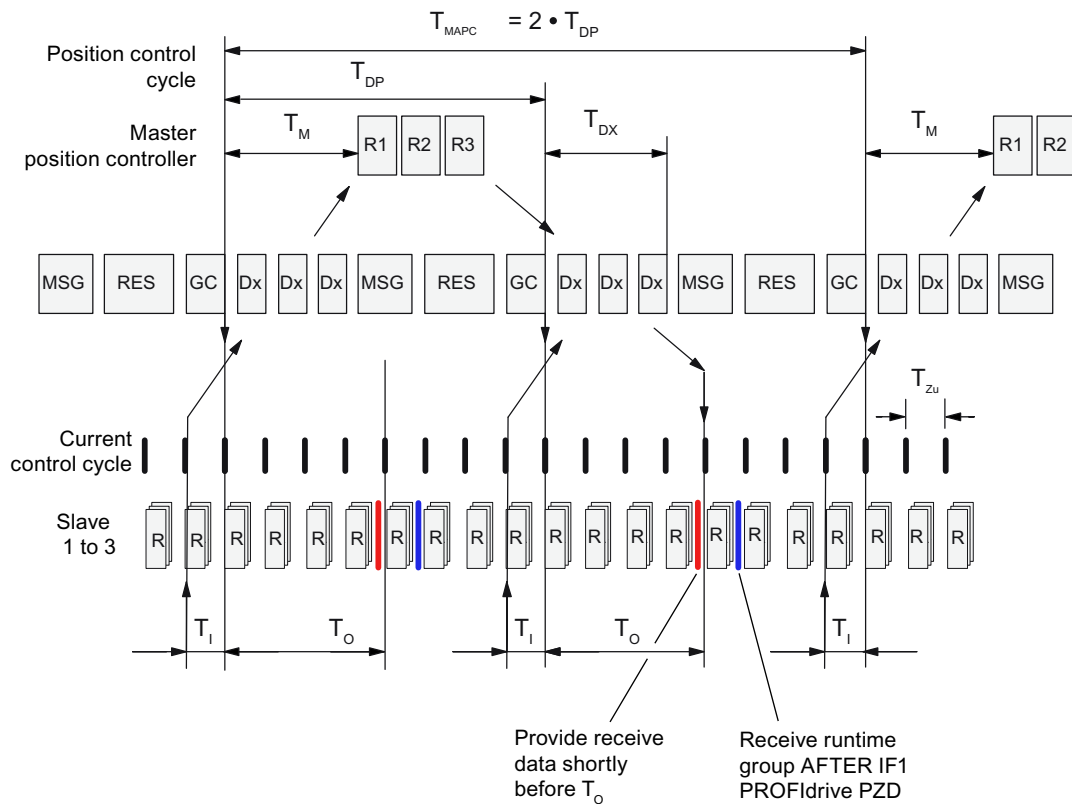 T_MAPC = 2 • T_DP
Position control
cycle
T_DP
Master
position controller
T_M
R1 R2 R3
T_DX
T_M
R1 R2
MSG RES GC Dx Dx Dx MSG RES GC Dx Dx Dx MSG RES GC Dx Dx Dx MSG
T_Zu
Current
control cycle
Slave
1 to 3
R R R R R R R R R R R R R R R R R R R R R
T_I T_O T_I T_O T_I
Provide receive
data shortly
before T_O
Receive runtime
group AFTER IF1
PROFIdrive PZD